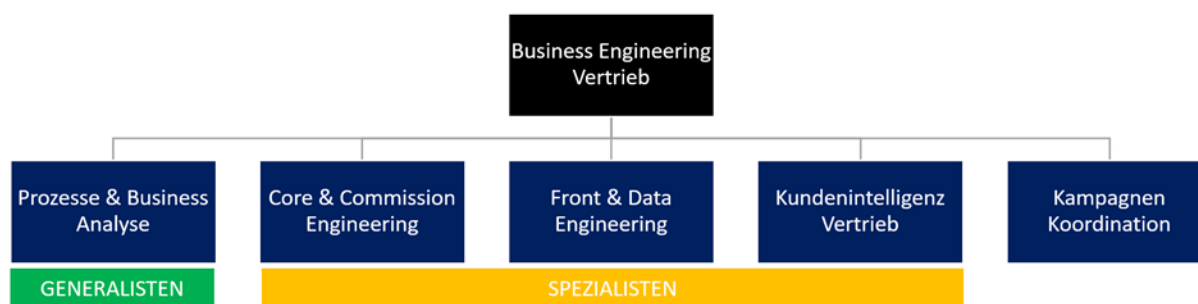 Business Engineering
Vertrieb
Prozesse & Business
Analyse
Core & Commission
Engineering
Front & Data
Engineering
Kundenintelligenz
Vertrieb
Kampagnen
Koordination
GENERALISTEN
SPEZIALISTEN